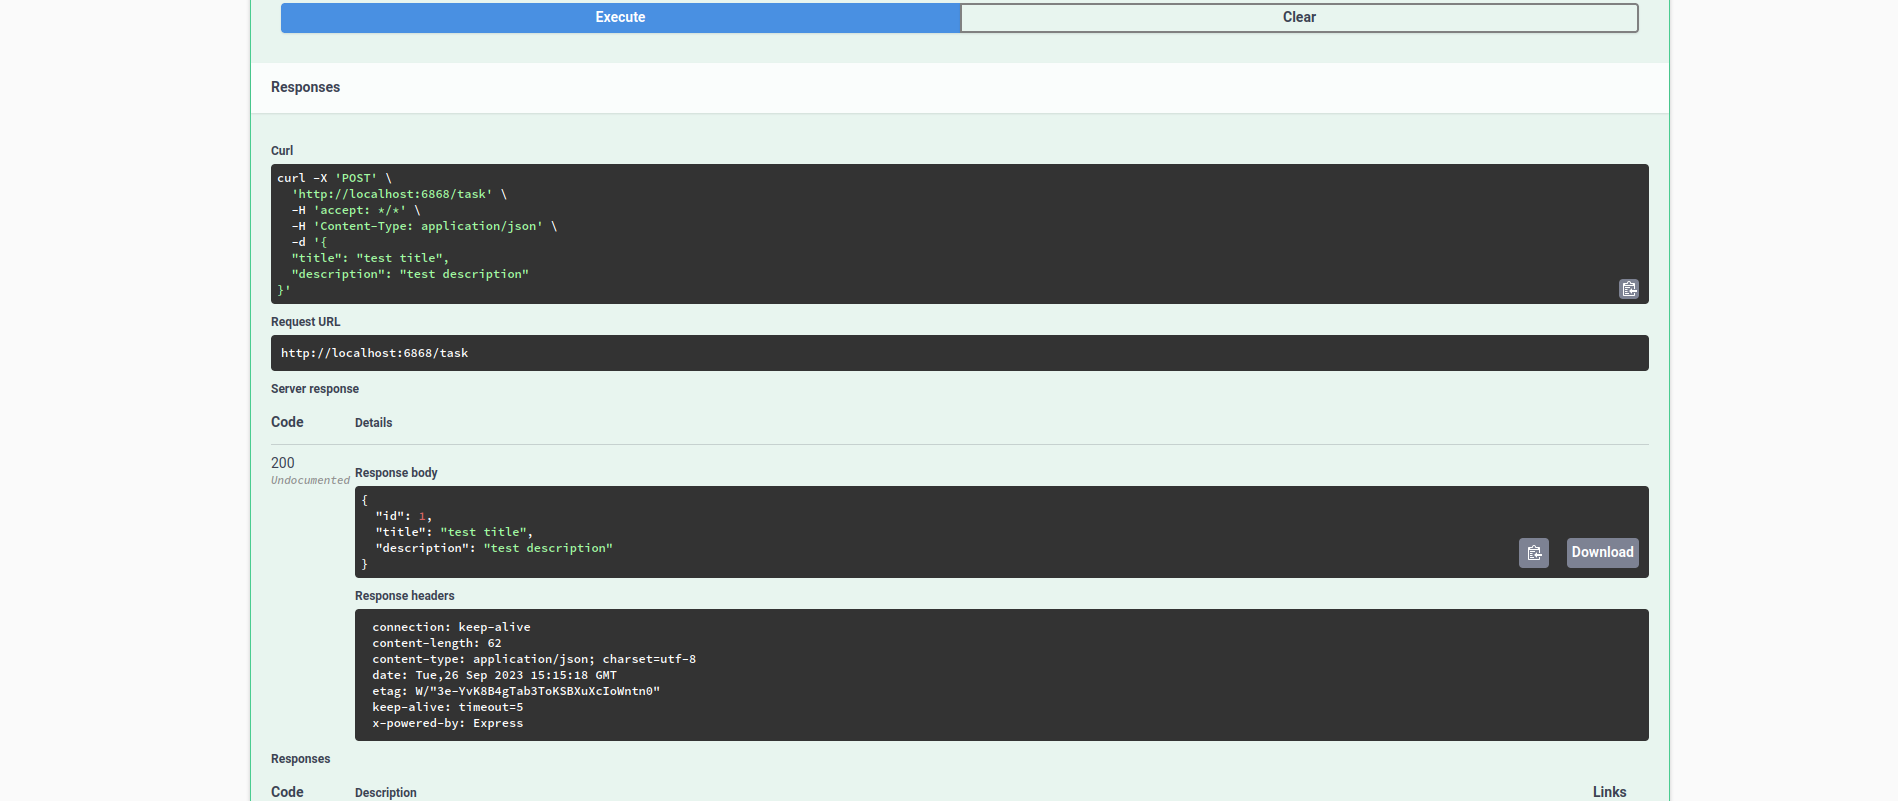 Execute
Clear
Responses
Curl
curl -X 'POST' \
'http://localhost:6868/task' \
-H 'accept: */*' \
-H 'Content-Type: application/json' \
-d '{
"title": "test title",
"description": "test description"
}'
Request URL
http://localhost:6868/task
Server response
Code Details
200
Undocumented
Response body
{
"id": 1,
"title": "test title",
"description": "test description"
}
Download
Response headers
connection: keep-alive
content-length: 62
content-type: application/json; charset=utf-8
date: Tue,26 Sep 2023 15:15:18 GMT
etag: W/"3e-YvK8B4gTab3ToKSBXuXcIoWntn0"
keep-alive: timeout=5
x-powered-by: Express
Responses
Code Description Links